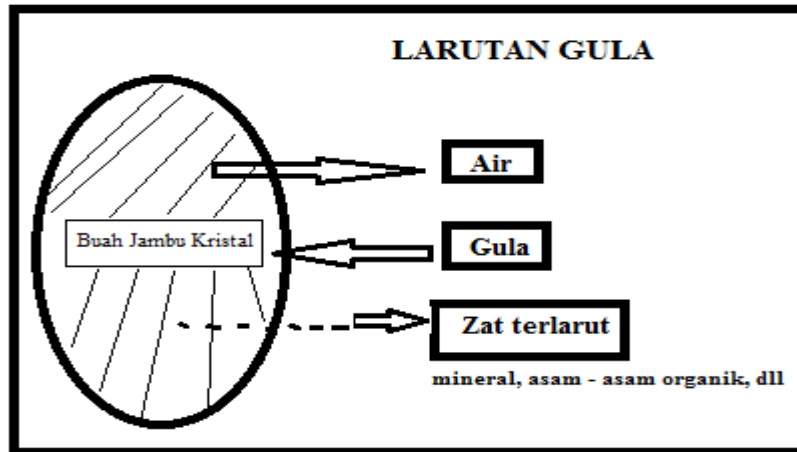 LARUTAN GULA
Air
Buah Jambu Kristal
Gula
Zat terlarut
mineral, asam - asam organik, dll